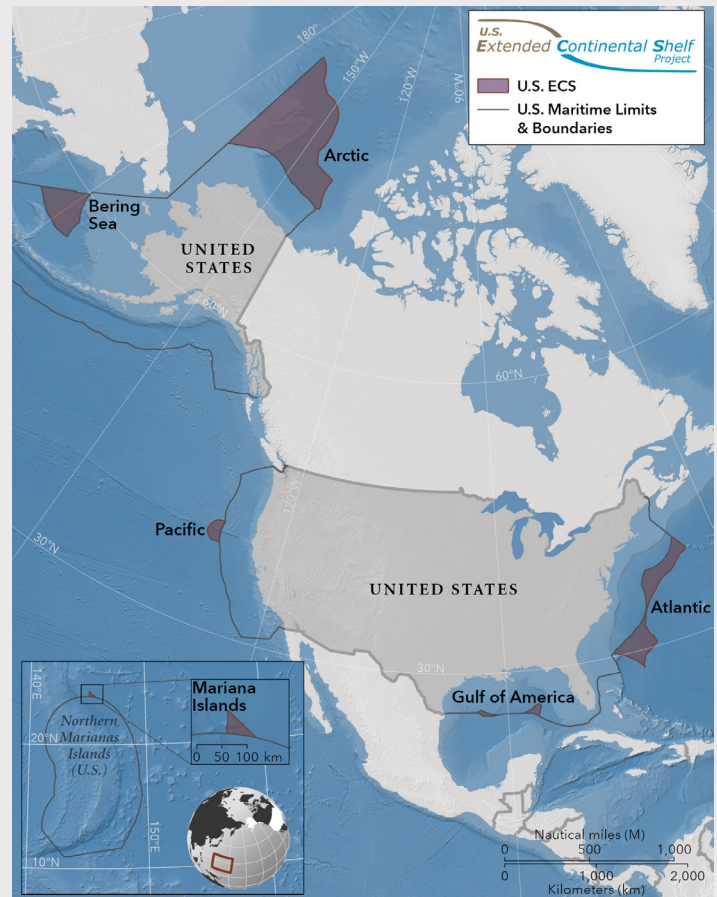 U.S.
Extended Continental Shelf
Project
U.S. ECS
U.S. Maritime Limits
& Boundaries
180°
150°W
120°W
90°W
Arctic
Bering
Sea
UNITED
STATES
60°N
60°N
120°W
Pacific
30°N
UNITED STATES
Atlantic
30°N
Gulf of America
140°E
Mariana
Islands
0 50 100 km
Northern
Marianas
Islands
(U.S.)
20°N
150°E
10°N
Nautical miles (M)
0 500 1,000
0 1,000 2,000
Kilometers (km)